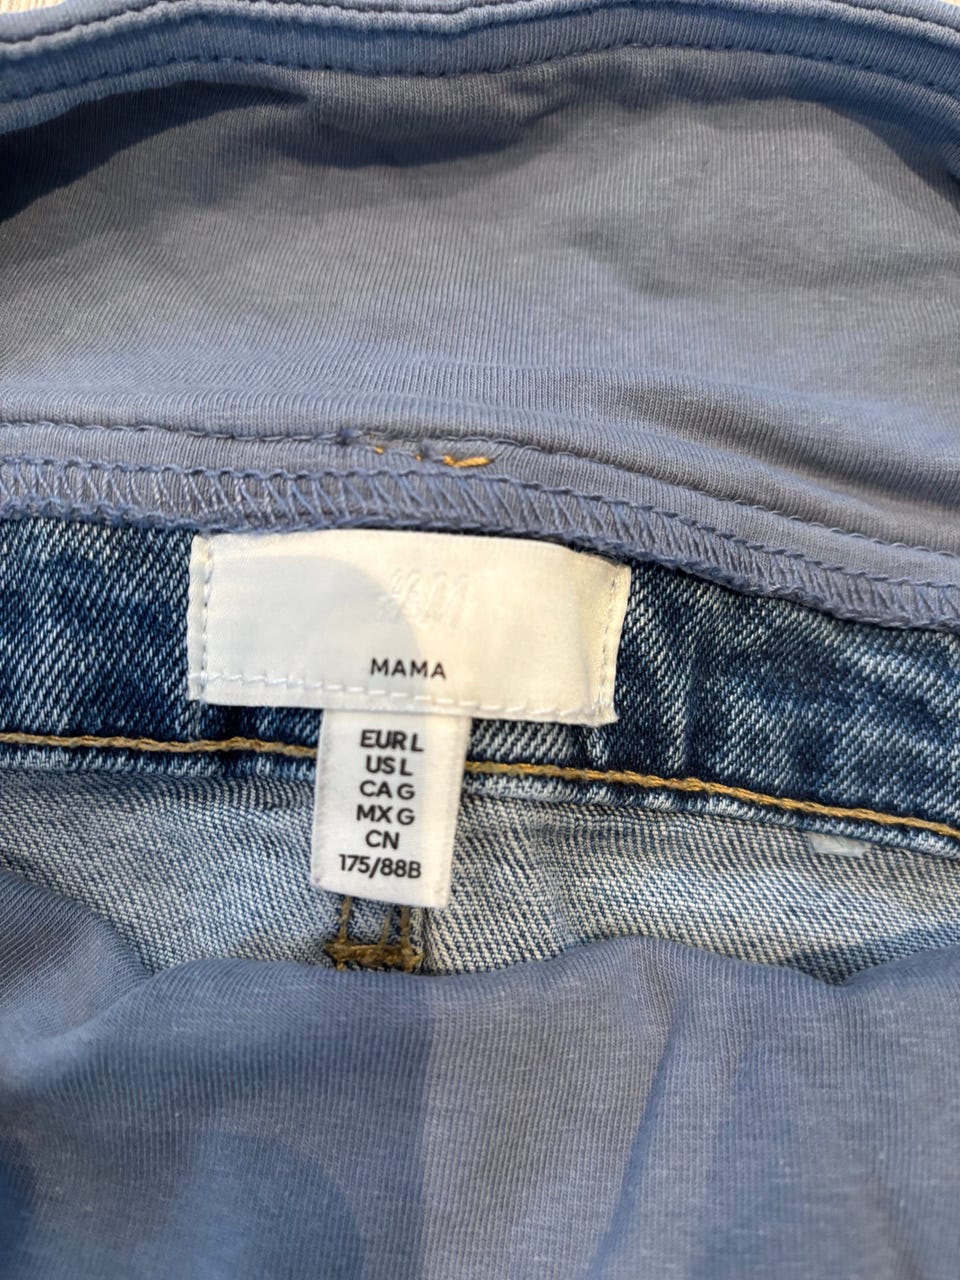 H&M
MAMA
EUR L
US L
CA G
MX G
CN
175/88B